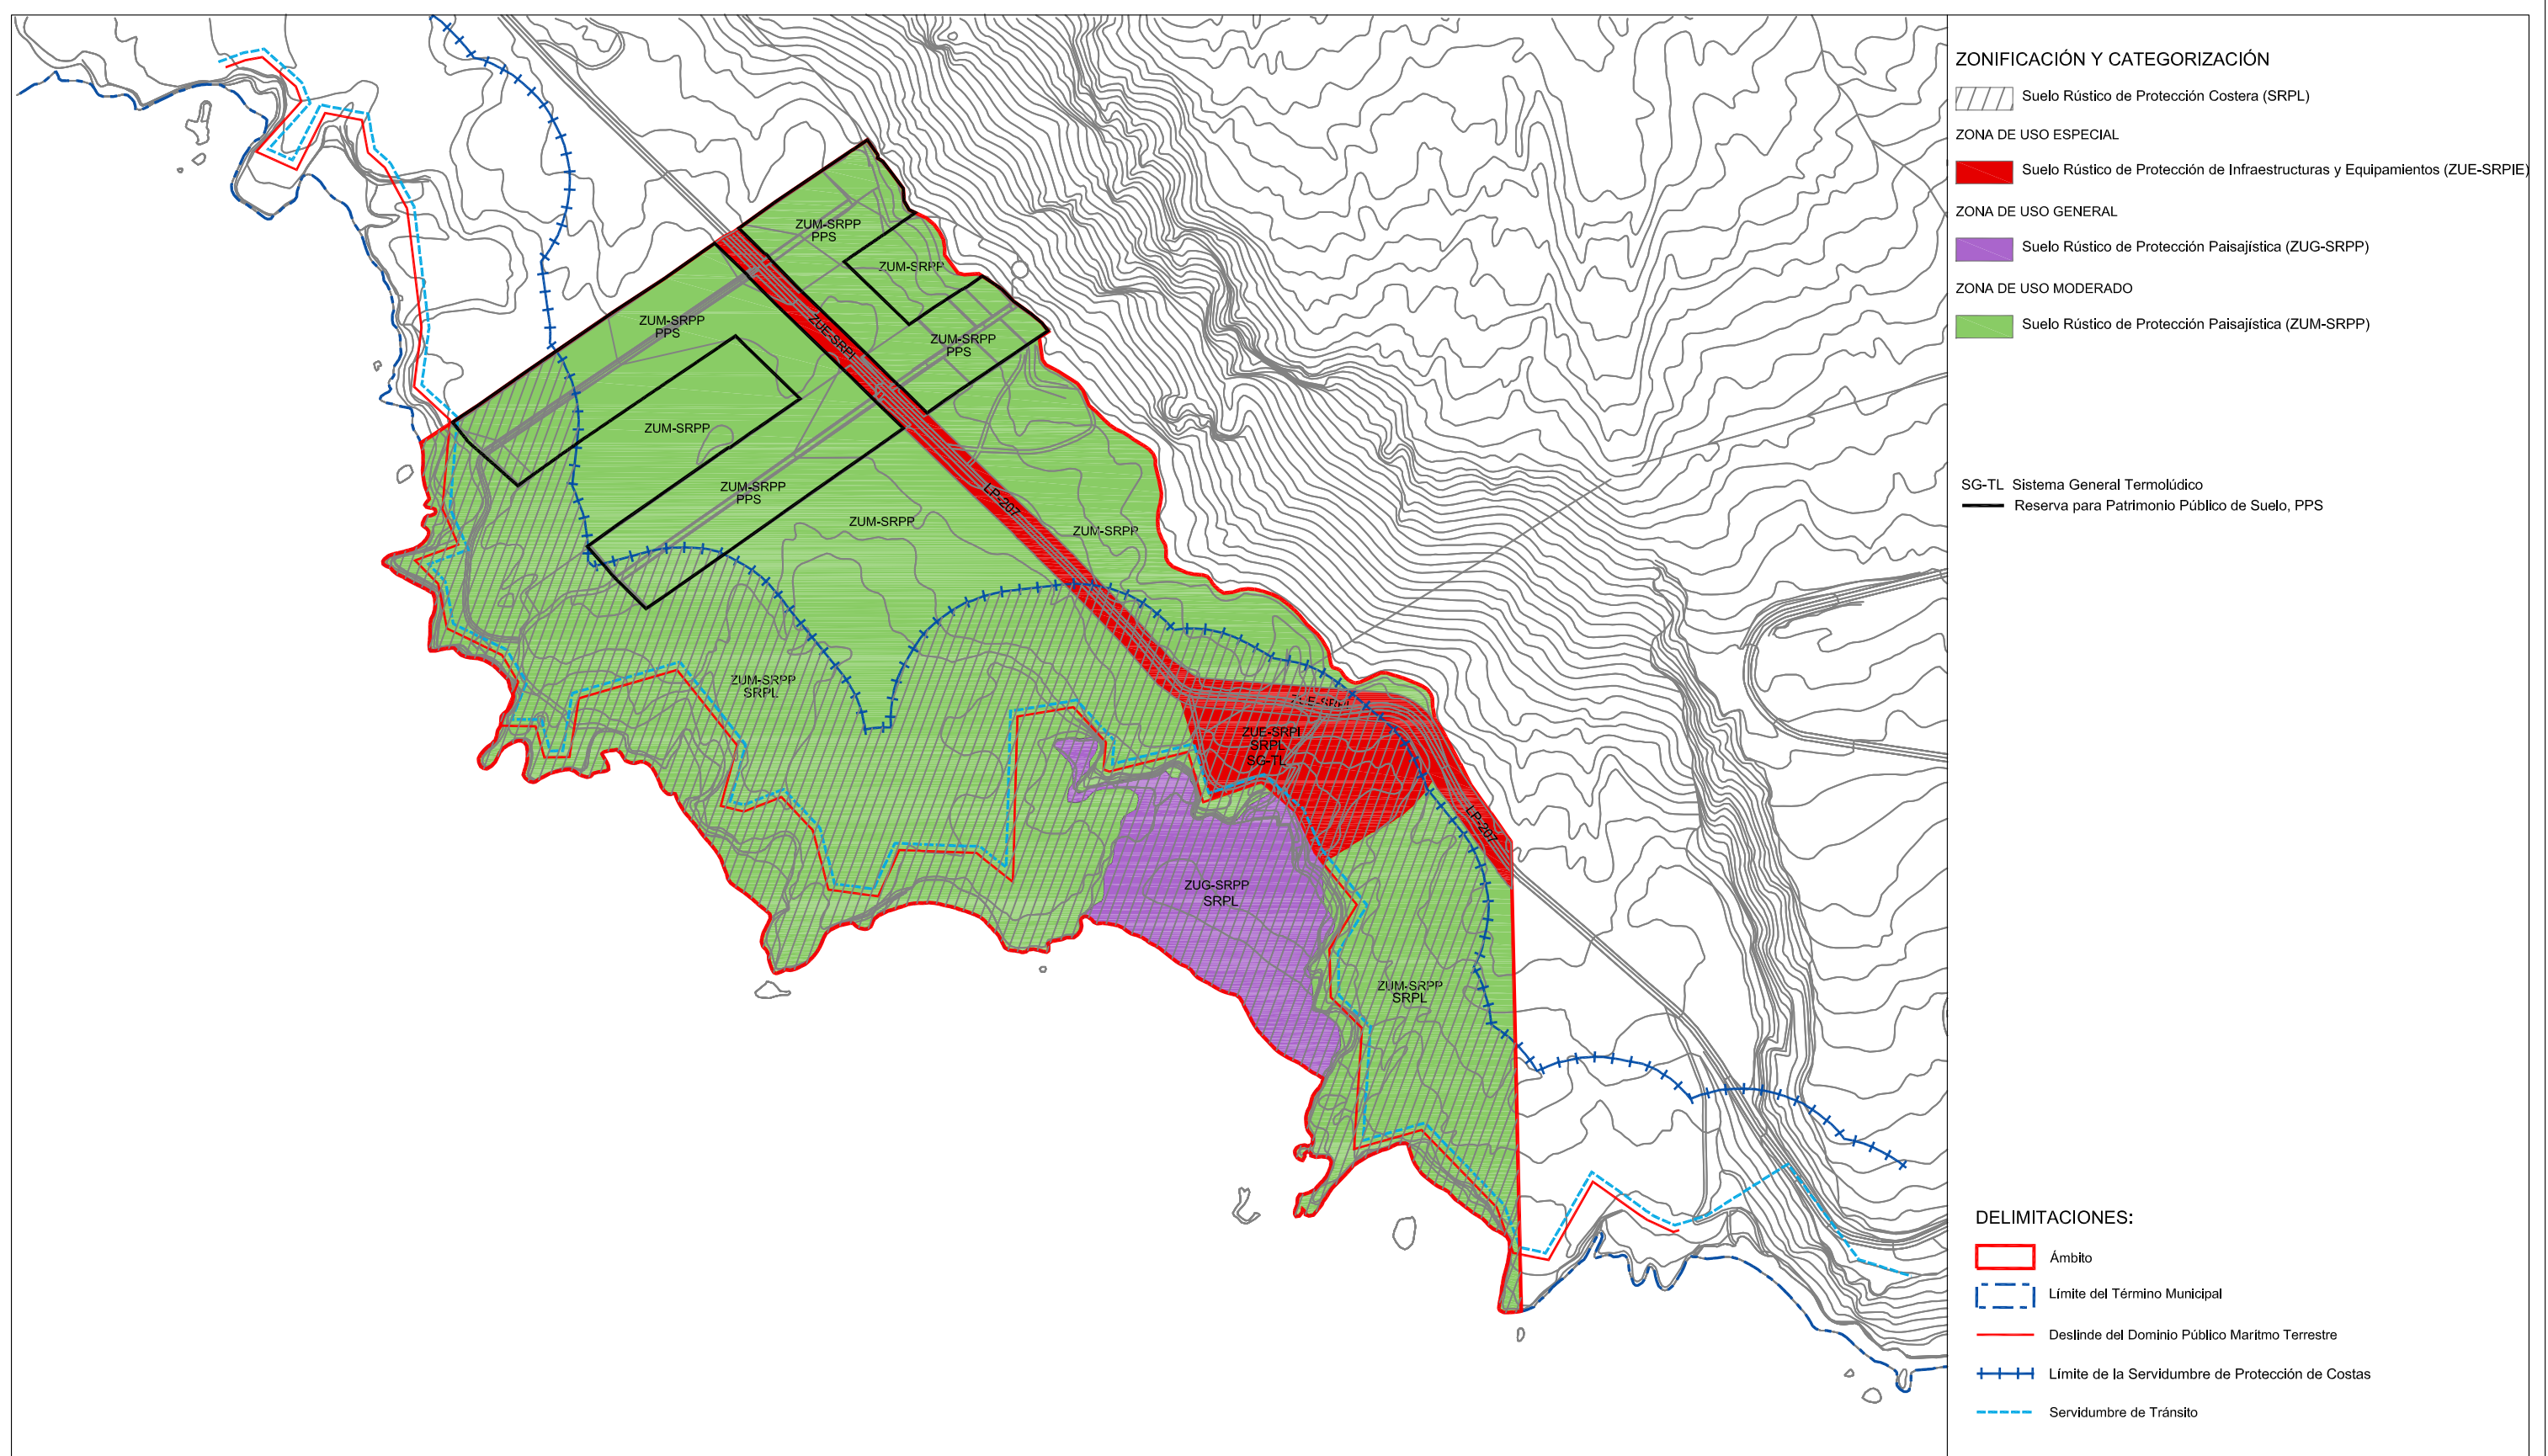 ZUM-SRPP
PPS
ZUM-SRPP
ZUM-SRPP
PPS
ZUE-SRPI
ZUM-SRPP
PPS
ZUM-SRPP
ZUM-SRPP
PPS
LP-207
ZUM-SRPP
ZUM-SRPP
ZUM-SRPP
SRPL
ZUE-SRPI
ZUE-SRPI
SRPL
SG-TL
LP-207
ZUG-SRPP
SRPL
ZUM-SRPP
SRPL
ZONIFICACIÓN Y CATEGORIZACIÓN
Suelo Rústico de Protección Costera (SRPL)
ZONA DE USO ESPECIAL
Suelo Rústico de Protección de Infraestructuras y Equipamientos (ZUE-SRPIE)
ZONA DE USO GENERAL
Suelo Rústico de Protección Paisajística (ZUG-SRPP)
ZONA DE USO MODERADO
Suelo Rústico de Protección Paisajística (ZUM-SRPP)
SG-TL Sistema General Termolúdico
Reserva para Patrimonio Público de Suelo, PPS
DELIMITACIONES:
Ámbito
Límite del Término Municipal
Deslinde del Dominio Público Marítmo Terrestre
Límite de la Servidumbre de Protección de Costas
Servidumbre de Tránsito